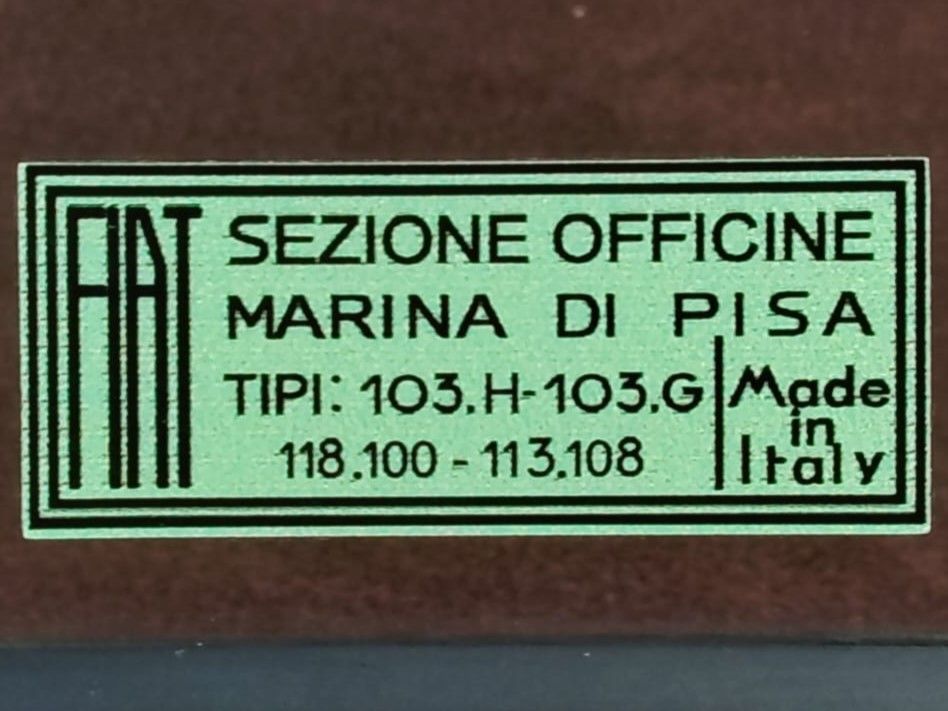 FIAT
SEZIONE OFFICINE
MARINA DI PISA
TIPI: 103.H-103.G
118.100 - 113.108
Made
in
Italy